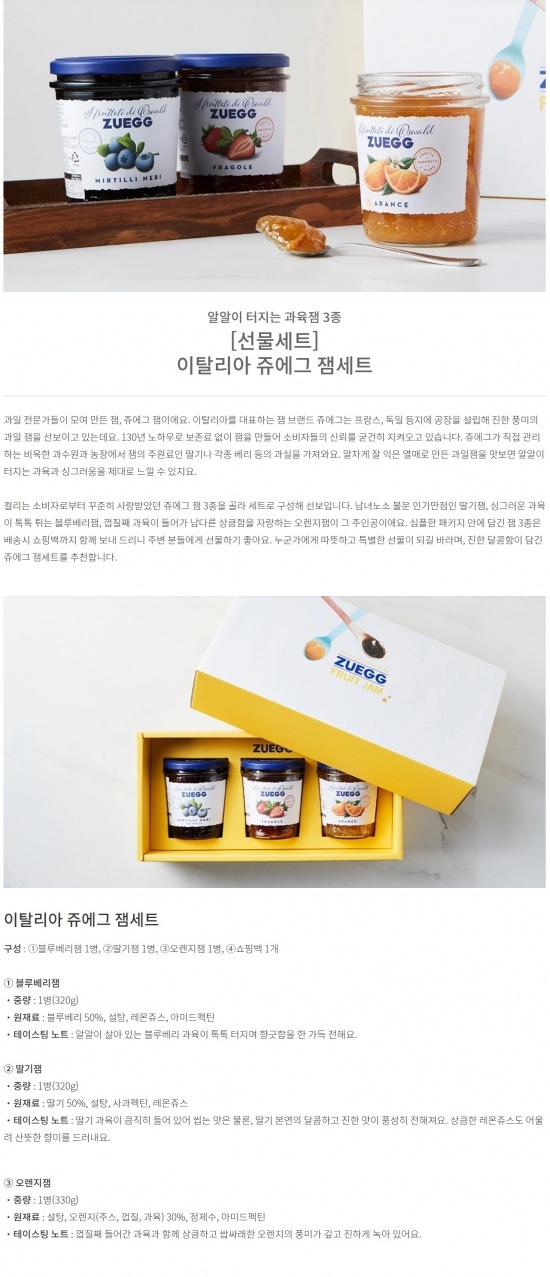 I frutteti di Oswald
ZUEGG
MIRTILLI NERI
I frutteti di Oswald
ZUEGG
FRAGOLE
I frutteti di Oswald
ZUEGG
ARANCE
알알이 터지는 과육잼 3종
[선물세트]
이탈리아 쥬에그 잼세트
과일 전문가들이 모여 만든 잼, 쥬에그 잼이에요. 이탈리아를 대표하는 잼 브랜드 쥬에그는 프랑스, 독일 등지에 공장을 설립해 진한 풍미의
과일 잼을 선보이고 있는데요. 130년 노하우로 보존료 없이 잼을 만들어 소비자들의 신뢰를 굳건히 지켜오고 있습니다. 쥬에그가 직접 관리
하는 비옥한 과수원과 농장에서 잼의 주원료인 딸기나 각종 베리 등의 과실을 가져와요. 알차게 잘 익은 열매로 만든 과일잼을 맛보면 알알이
터지는 과육과 싱그러움을 제대로 느낄 수 있지요.
컬리는 소비자로부터 꾸준히 사랑받았던 쥬에그 잼 3종을 골라 세트로 구성해 선보입니다. 남녀노소 불문 인기만점인 딸기잼, 싱그러운 과육
이 톡톡 튀는 블루베리잼, 껍질째 과육이 들어가 남다른 상큼함을 자랑하는 오렌지잼이 그 주인공이에요. 심플한 패키지 안에 담긴 잼 3종은
배송시 쇼핑백까지 함께 보내 드리니 주변 분들에게 선물하기 좋아요. 누군가에게 따뜻하고 특별한 선물이 되길 바라며, 진한 달콤함이 담긴
쥬에그 잼세트를 추천합니다.
ZUEGG
FRUIT JAM
ZUEGG
I frutteti di Oswald
ZUEGG
MIRTILLI NERI
I frutteti di Oswald
ZUEGG
FRAGOLE
I frutteti di Oswald
ZUEGG
ARANCE
이탈리아 쥬에그 잼세트
구성 : ①블루베리잼 1병, ②딸기잼 1병, ③오렌지잼 1병, ④쇼핑백 1개
① 블루베리잼
・중량 : 1병(320g)
・원재료 : 블루베리 50%, 설탕, 레몬쥬스, 아미드펙틴
・테이스팅 노트 : 알알이 살아 있는 블루베리 과육이 톡톡 터지며 향긋함을 한 가득 전해요.
② 딸기잼
・중량 : 1병(320g)
・원재료 : 딸기 50%, 설탕, 사과펙틴, 레몬쥬스
・테이스팅 노트 : 딸기 과육이 큼직히 들어 있어 씹는 맛은 물론, 딸기 본연의 달콤하고 진한 맛이 풍성히 전해져요. 상큼한 레몬쥬스도 어울
려 산뜻한 향미를 드러내요.
③ 오렌지잼
・중량 : 1병(330g)
・원재료 : 설탕, 오렌지(주스, 껍질, 과육) 30%, 정제수, 아미드펙틴
・테이스팅 노트 : 껍질째 들어간 과육과 함께 상큼하고 쌉싸래한 오렌지의 풍미가 깊고 진하게 녹아 있어요.